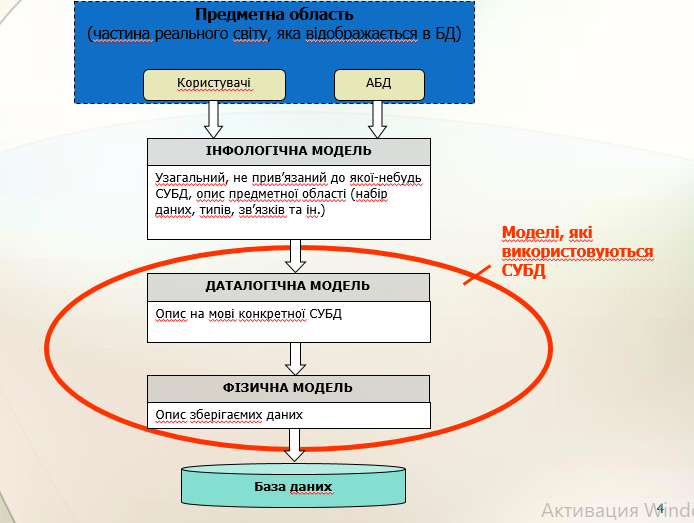 Предметна область
(частина реального світу, яка відображається в БД)
Користувачі
АБД
ІНФОЛОГІЧНА МОДЕЛЬ
Узагальний, не прив’язаний до якої-небудь
СУБД, опис предметної області (набір
даних, типів, зв’язків та ін.)
Моделі, які
використовуються
СУБД
ДАТАЛОГІЧНА МОДЕЛЬ
Опис на мові конкретної СУБД
ФІЗИЧНА МОДЕЛЬ
Опис зберігаємих даних
База даних
4
Активация Windo